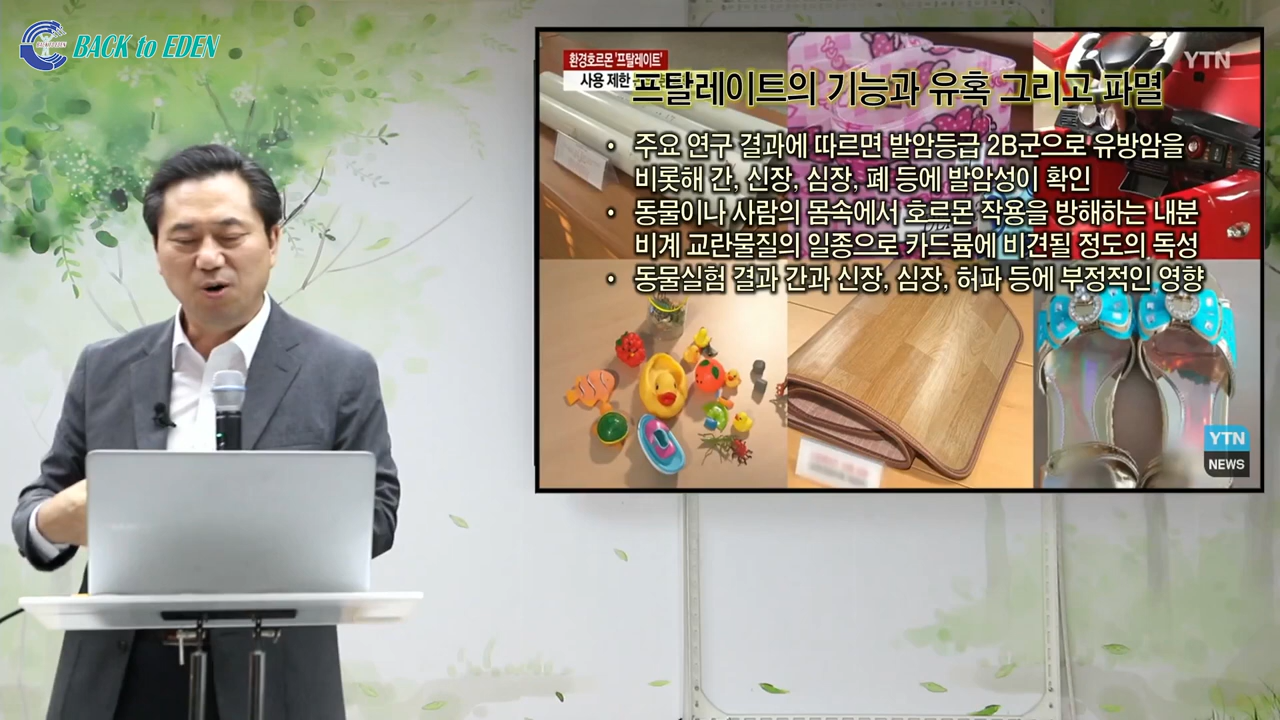 BACK to EDEN
YTN
환경호르몬 '프탈레이트'
사용 제한
프탈레이트의 기능과 유혹 그리고 파멸
• 주요 연구 결과에 따르면 발암등급 2B군으로 유방암을
비롯해 간, 신장, 심장, 폐 등에 발암성이 확인
• 동물이나 사람의 몸속에서 호르몬 작용을 방해하는 내분
비계 교란물질의 일종으로 카드뮴에 비견될 정도의 독성
• 동물실험 결과 간과 신장, 심장, 허파 등에 부정적인 영향
YTN
NEWS